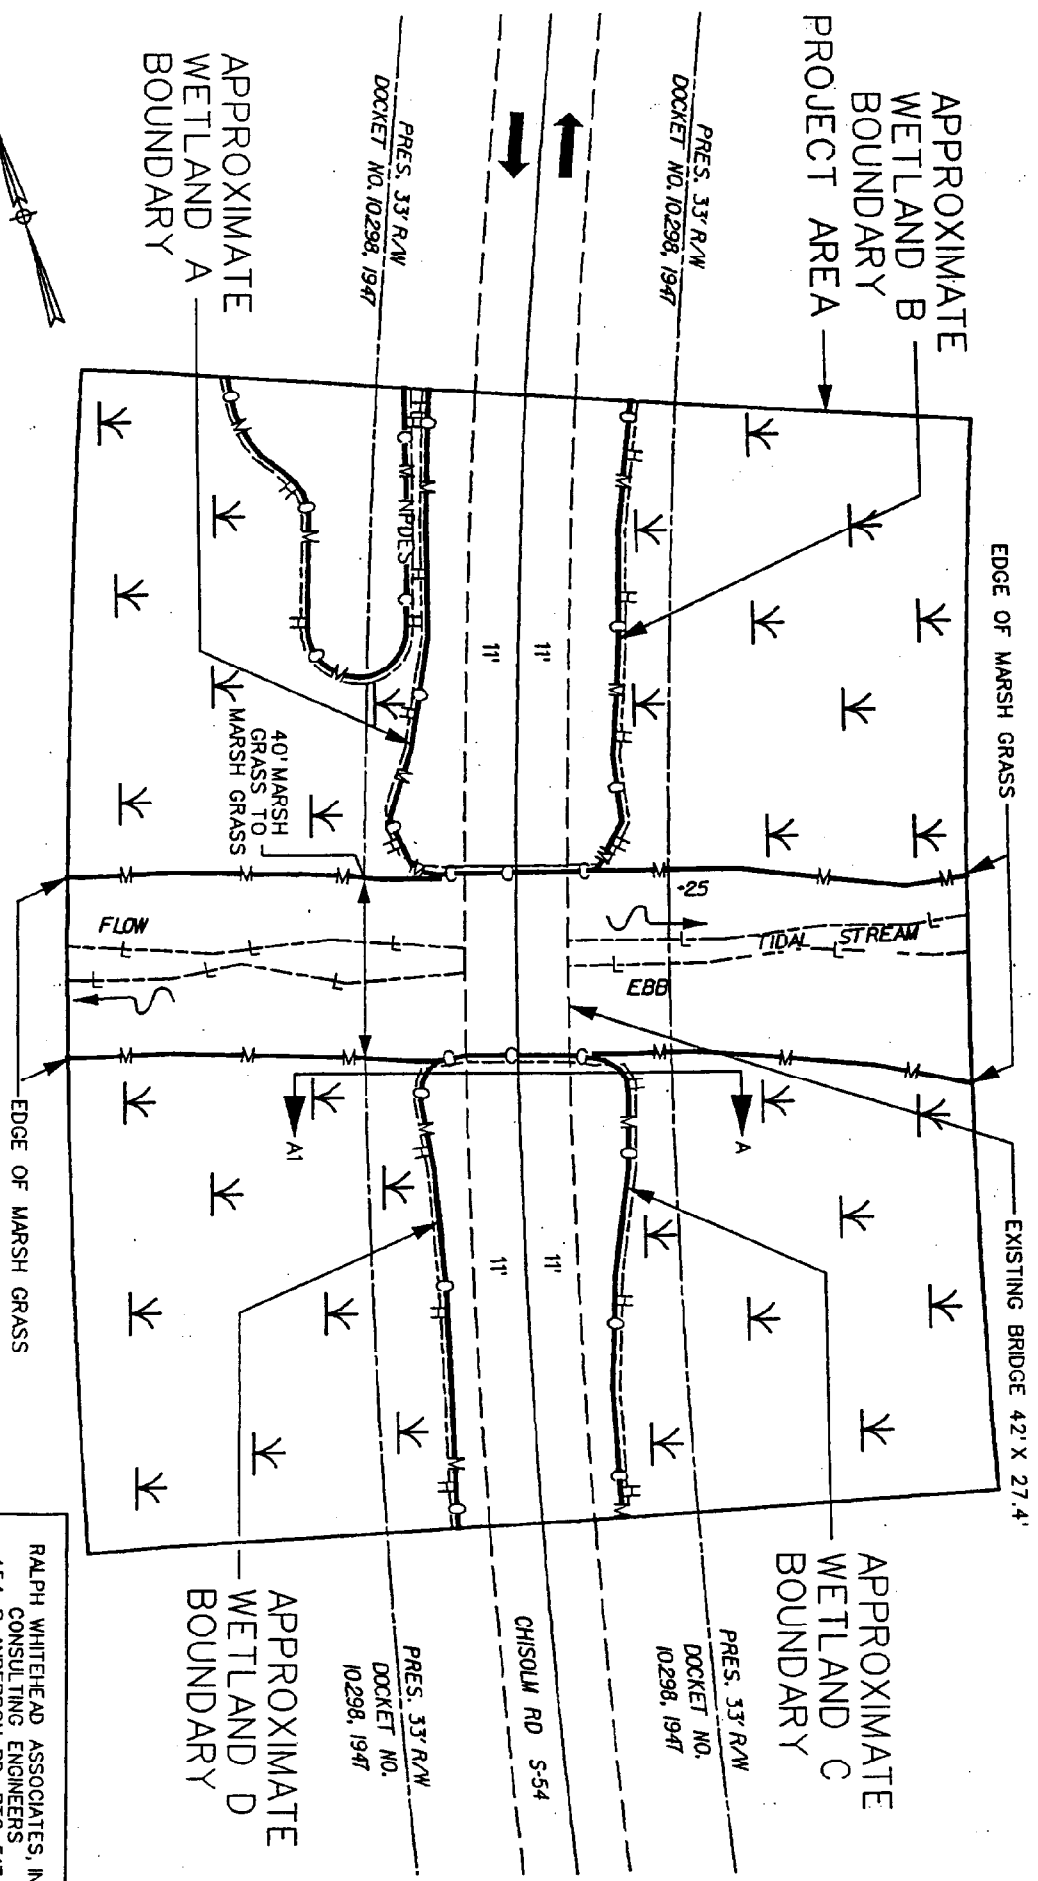 APPROXIMATE
WETLAND B
BOUNDARY
PROJECT AREA
PRES. 33' R/W
DOCKET NO. 10298, 1947
PRES. 33' R/W
DOCKET NO. 10298, 1947
APPROXIMATE
WETLAND A
BOUNDARY
EDGE OF MARSH GRASS
NPDES
11'
11'
40' MARSH
GRASS TO
MARSH GRASS
-25
FLOW
TIDAL STREAM
EBB
A1
A
EDGE OF MARSH GRASS
EXISTING BRIDGE 42' X 27.4'
11'
11'
APPROXIMATE
WETLAND C
BOUNDARY
PRES. 33' R/W
DOCKET NO.
10298, 1947
CHISOLM RD S-54
PRES. 33' R/W
DOCKET NO.
10298, 1947
APPROXIMATE
WETLAND D
BOUNDARY
RALPH WHITEHEAD ASSOCIATES,
CONSULTING ENGINEERS